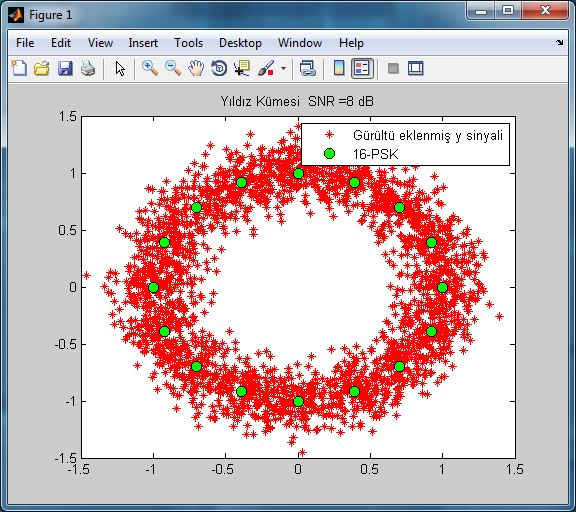 Figure 1
File Edit View Insert Tools Desktop Window Help
Yıldız Kümesi SNR =8 dB
Gürültü eklenmiş y sinyali
16-PSK
1.5
1
0.5
0
-0.5
-1
-1.5
-1.5 -1 -0.5 0 0.5 1 1.5